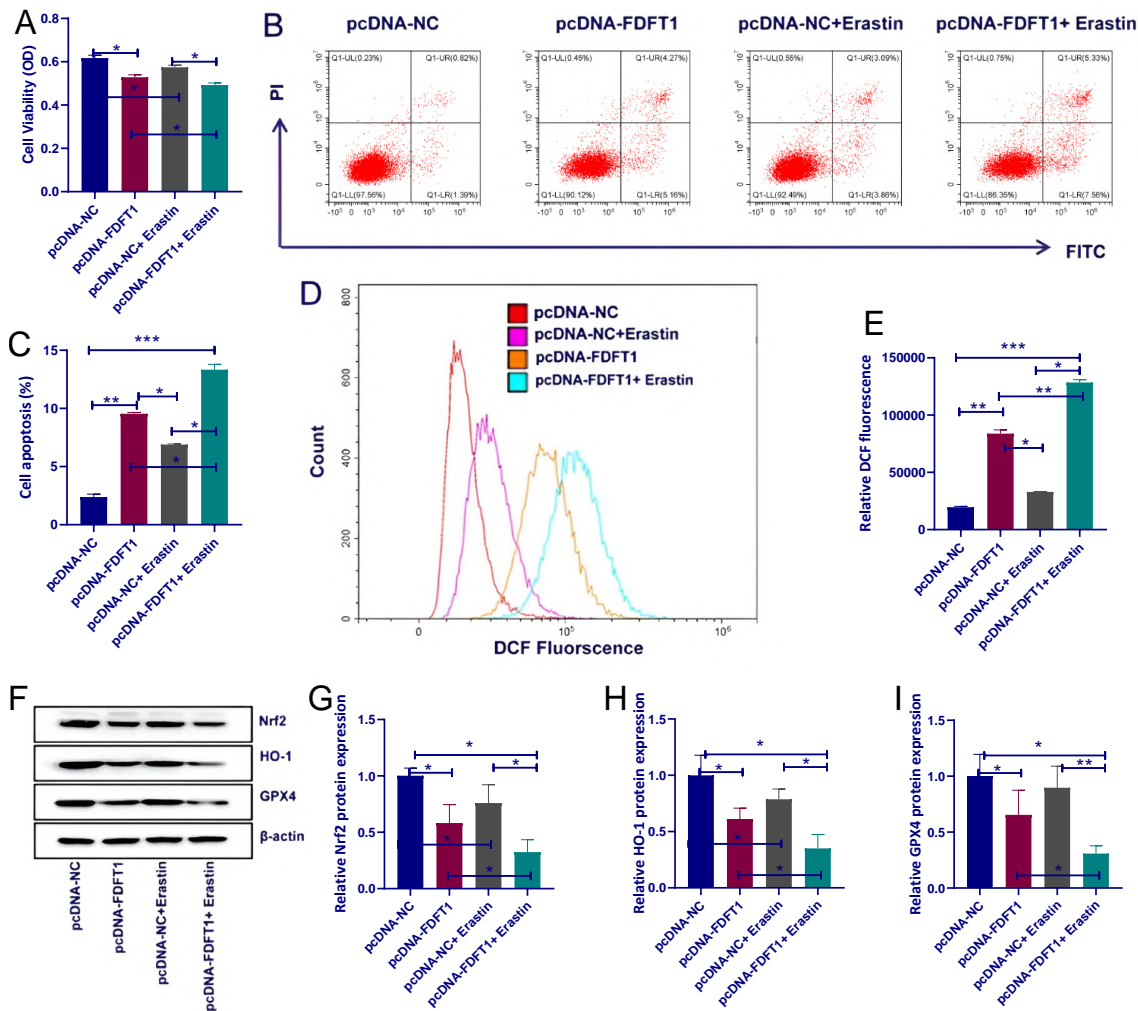 A
Cell Viability (OD)
0.8
0.6
0.4
0.2
0.0
*
*
*
*
pcDNA-NC
pcDNA-FDFT1
pcDNA-NC+ Erastin
pcDNA-FDFT1+ Erastin
B
pcDNA-NC
pcDNA-FDFT1
pcDNA-NC+Erastin
pcDNA-FDFT1+ Erastin
PI
Q1-UL(0.23%)
Q1-UR(0.82%)
Q1-LL(97.56%)
Q1-LR(1.39%)
Q1-UL(0.45%)
Q1-UR(4.27%)
Q1-LL(90.12%)
Q1-LR(5.16%)
Q1-UL(0.55%)
Q1-UR(3.09%)
Q1-LL(92.49%)
Q1-LR(3.86%)
Q1-UL(0.75%)
Q1-UR(5.33%)
Q1-LL(86.35%)
Q1-LR(7.56%)
FITC
C
Cell apoptosis (%)
15
10
5
0
***
**
*
*
*
pcDNA-NC
pcDNA-FDFT1
pcDNA-NC+ Erastin
pcDNA-FDFT1+ Erastin
D
Count
800
600
400
200
0
pcDNA-NC
pcDNA-NC+Erastin
pcDNA-FDFT1
pcDNA-FDFT1+ Erastin
0
10⁵
10⁶
DCF Fluorscence
E
Relative DCF fluorescence
150000
100000
50000
0
***
*
**
**
*
pcDNA-NC
pcDNA-FDFT1
pcDNA-NC+ Erastin
pcDNA-FDFT1+ Erastin
F
Nrf2
HO-1
GPX4
β-actin
pcDNA-NC
pcDNA-FDFT1
pcDNA-NC+Erastin
pcDNA-FDFT1+ Erastin
G
Relative Nrf2 protein expression
1.5
1.0
0.5
0.0
*
*
*
*
*
pcDNA-NC
pcDNA-FDFT1
pcDNA-NC+ Erastin
pcDNA-FDFT1+ Erastin
H
Relative HO-1 protein expression
1.5
1.0
0.5
0.0
*
*
*
*
*
pcDNA-NC
pcDNA-FDFT1
pcDNA-NC+ Erastin
pcDNA-FDFT1+ Erastin
I
Relative GPX4 protein expression
1.5
1.0
0.5
0.0
*
*
**
*
pcDNA-NC
pcDNA-FDFT1
pcDNA-NC+ Erastin
pcDNA-FDFT1+ Erastin